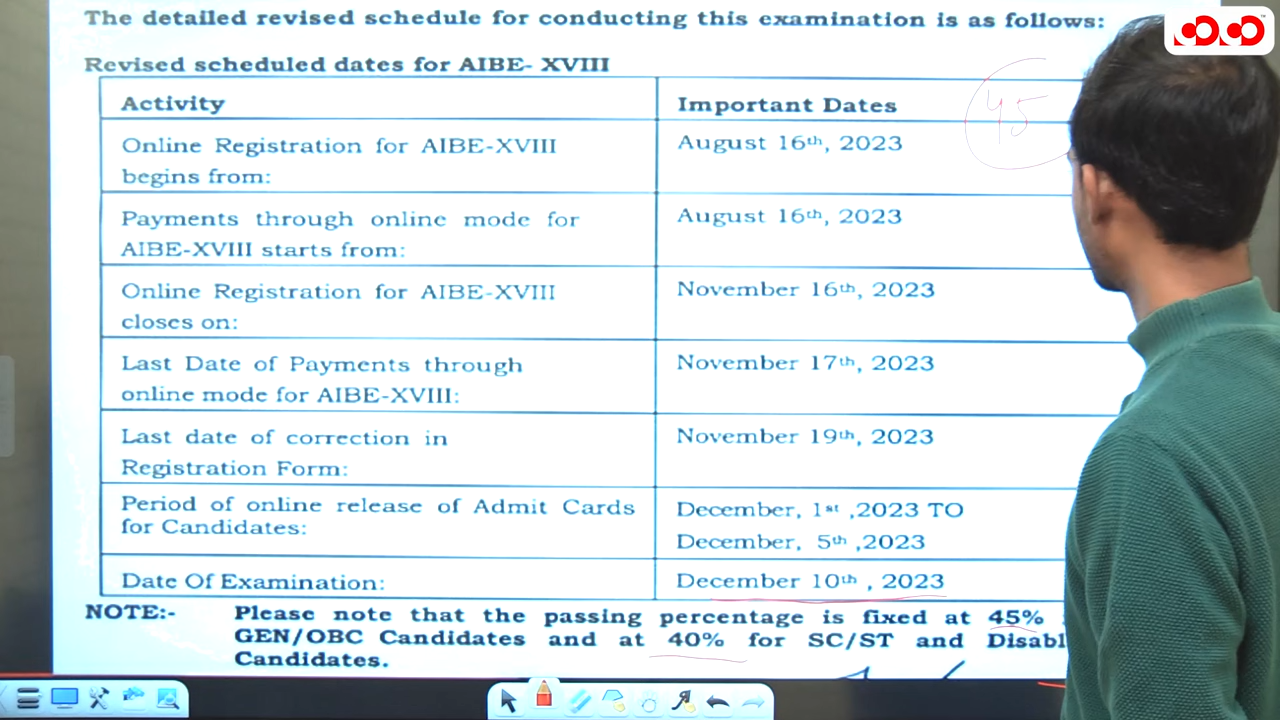 The detailed revised schedule for conducting this examination is as follows:
Revised scheduled dates for AIBE- XVIII
Activity
Important Dates
45
Online Registration for AIBE-XVIII
begins from:
August 16th, 2023
Payments through online mode for
AIBE-XVIII starts from:
August 16th, 2023
Online Registration for AIBE-XVIII
closes on:
November 16th, 2023
Last Date of Payments through
online mode for AIBE-XVIII:
November 17th, 2023
Last date of correction in
Registration Form:
November 19th, 2023
Period of online release of Admit Cards
for Candidates:
December, 1st ,2023 TO
December, 5th ,2023
Date Of Examination:
December 10th , 2023
NOTE:- Please note that the passing percentage is fixed at 45%
GEN/OBC Candidates and at 40% for SC/ST and
Candidates.